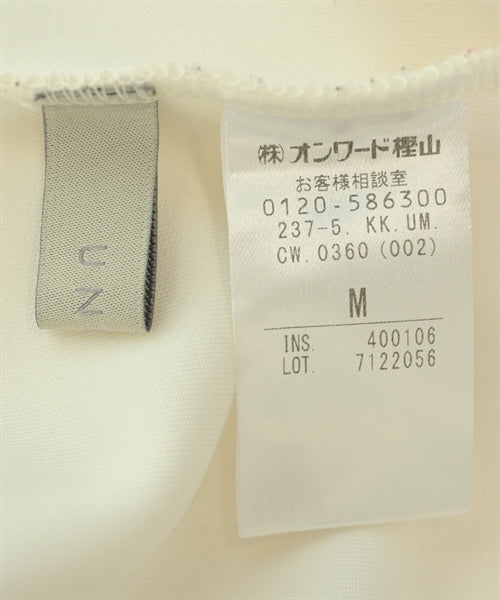 UN
(株)オンワード樫山
お客様相談室
0120-586300
237-5. KK.UM.
CW.0360(002)
M
INS. 400106
LOT. 7122056